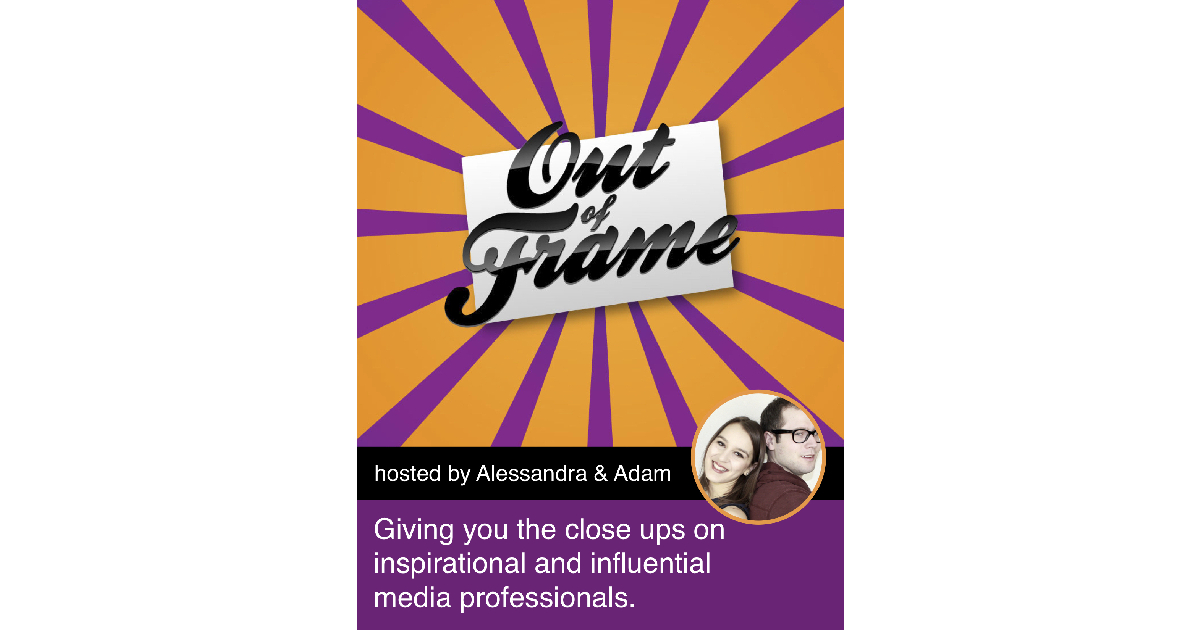 Out
of
Frame
hosted by Alessandra & Adam
Giving you the close ups on
inspirational and influential
media professionals.